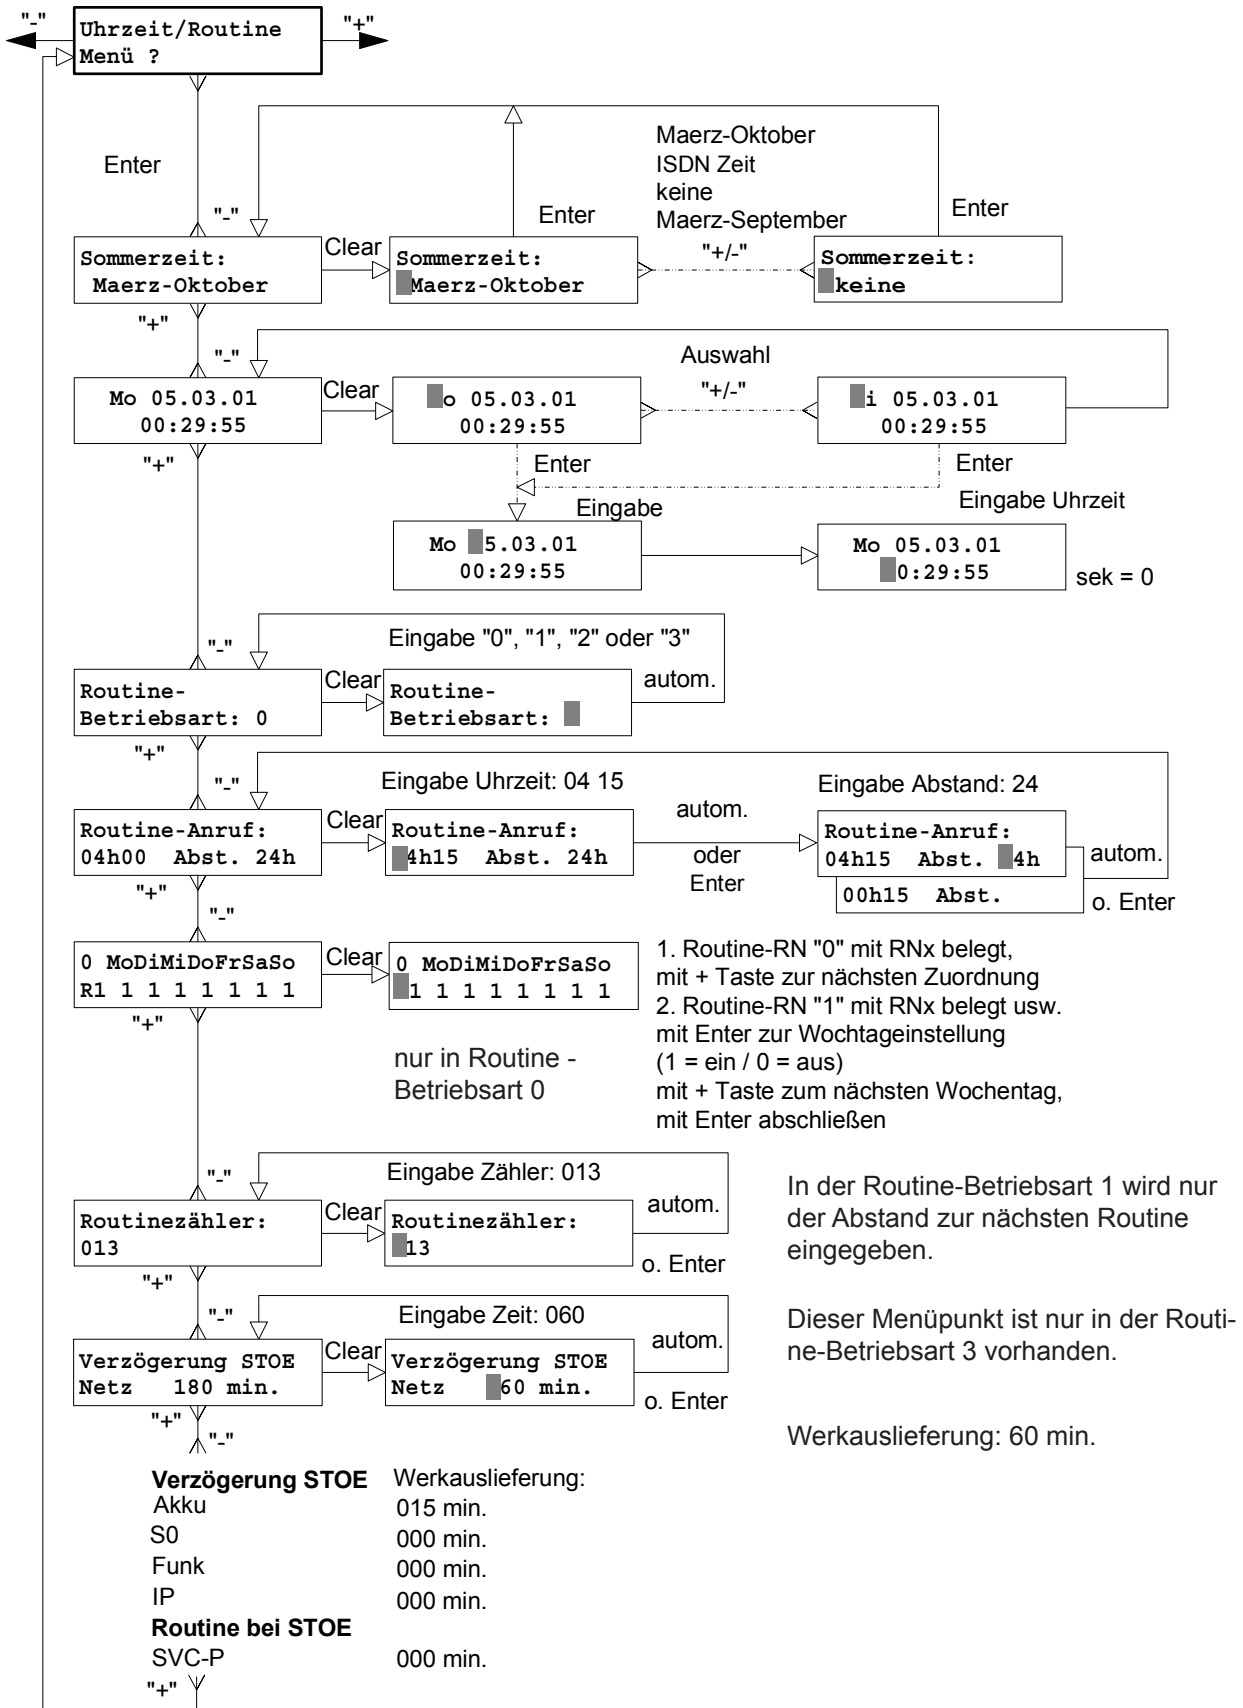 "-"
Uhrzeit/Routine
Menü ?
"+"
Enter
Maerz-Oktober
ISDN Zeit
keine
Maerz-September
Enter
Enter
"-"
Sommerzeit:
Maerz-Oktober
Clear
Sommerzeit:
Maerz-Oktober
"+/-"
Sommerzeit:
keine
"+"
"-"
Auswahl
Mo 05.03.01
00:29:55
Clear
o 05.03.01
00:29:55
"+/-"
i 05.03.01
00:29:55
"+"
Enter
Enter
Eingabe
Eingabe Uhrzeit
Mo 5.03.01
00:29:55
Mo 05.03.01
0:29:55
sek = 0
Eingabe "0", "1", "2" oder "3"
"-"
Routine-
Betriebsart: 0
Clear
Routine-
Betriebsart:
autom.
"+"
"-"
Eingabe Uhrzeit: 04 15
Eingabe Abstand: 24
Routine-Anruf:
04h00 Abst. 24h
Clear
Routine-Anruf:
4h15 Abst. 24h
autom.
oder
Enter
Routine-Anruf:
04h15 Abst. 4h
00h15 Abst.
autom.
o. Enter
"+"
"-"
0 MoDiMiDoFrSaSo
R1 1 1 1 1 1 1 1
Clear
0 MoDiMiDoFrSaSo
1 1 1 1 1 1 1 1
"+"
nur in Routine -
Betriebsart 0
1. Routine-RN "0" mit RNx belegt,
mit + Taste zur nächsten Zuordnung
2. Routine-RN "1" mit RNx belegt usw.
mit Enter zur Wochtageinstellung
(1 = ein / 0 = aus)
mit + Taste zum nächsten Wochentag,
mit Enter abschließen
"-"
Eingabe Zähler: 013
Routinezähler:
013
Clear
Routinezähler:
13
autom.
o. Enter
In der Routine-Betriebsart 1 wird nur
der Abstand zur nächsten Routine
eingegeben.
"+"
"-"
Eingabe Zeit: 060
Verzögerung STOE
Netz 180 min.
Clear
Verzögerung STOE
Netz 60 min.
autom.
o. Enter
Dieser Menüpunkt ist nur in der Routi-
ne-Betriebsart 3 vorhanden.
Werkauslieferung: 60 min.
"+"
"-"
Verzögerung STOE Werkauslieferung:
Akku 015 min.
S0 000 min.
Funk 000 min.
IP 000 min.
Routine bei STOE
SVC-P 000 min.
"+"